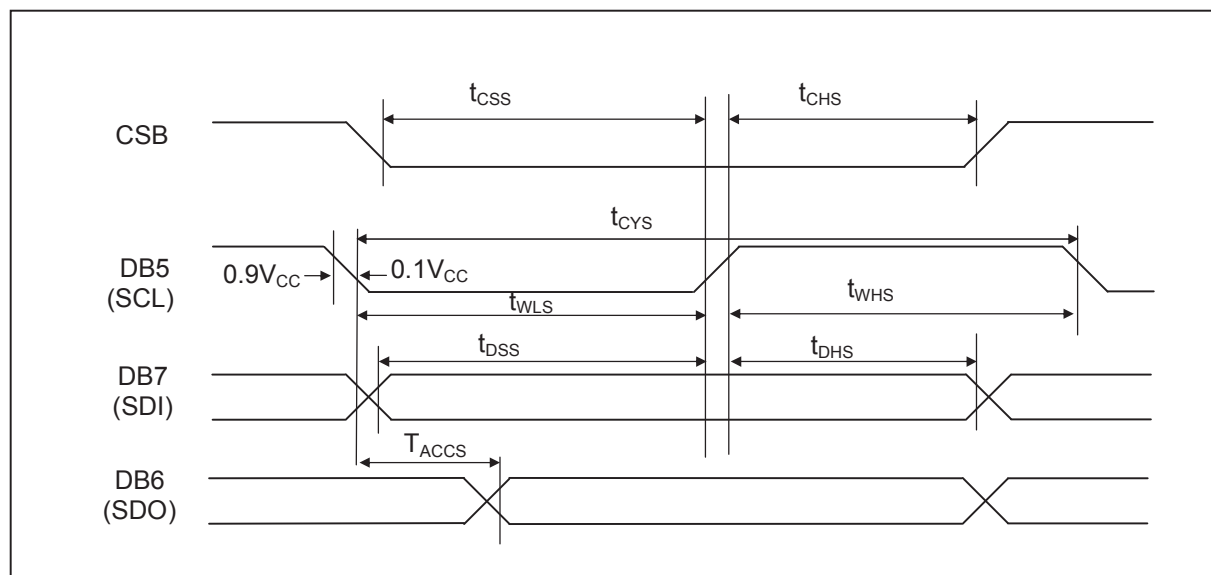 tCSS
tCHS
CSB
tCYS
DB5
(SCL)
0.9VCC
0.1VCC
tWLS
tWHS
tDSS
tDHS
DB7
(SDI)
TACCS
DB6
(SDO)